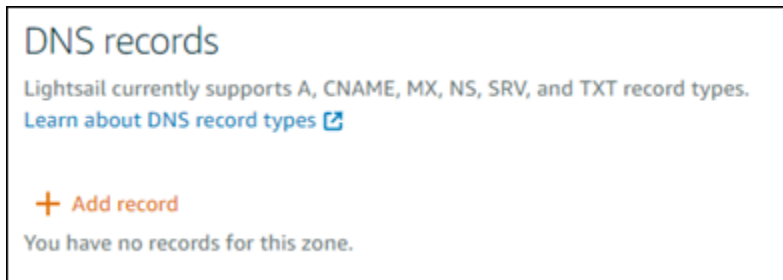 DNS records
Lightsail currently supports A, CNAME, MX, NS, SRV, and TXT record types.
Learn about DNS record types
+ Add record
You have no records for this zone.